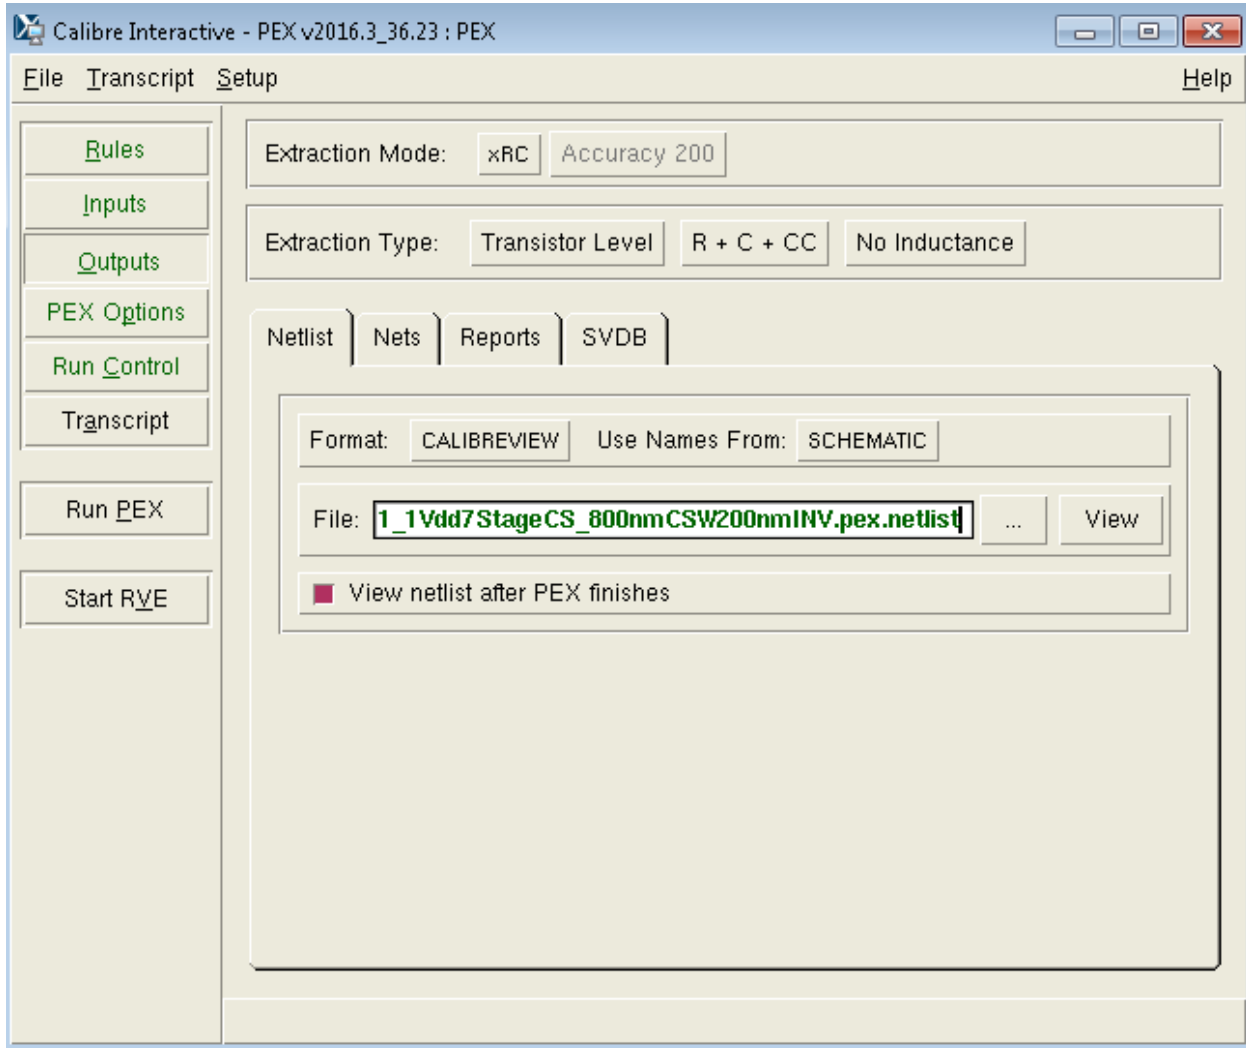 Calibre Interactive - PEX v2016.3_36.23 : PEX
File Transcript Setup Help
Rules
Inputs
Outputs
PEX Options
Run Control
Transcript
Run PEX
Start RVE
Extraction Mode: xRC Accuracy 200
Extraction Type: Transistor Level R + C + CC No Inductance
Netlist Nets Reports SVDB
Format: CALIBREVIEW Use Names From: SCHEMATIC
File: 1_1Vdd7StageCS_800nmCSW200nmINV.pex.netlist ... View
View netlist after PEX finishes